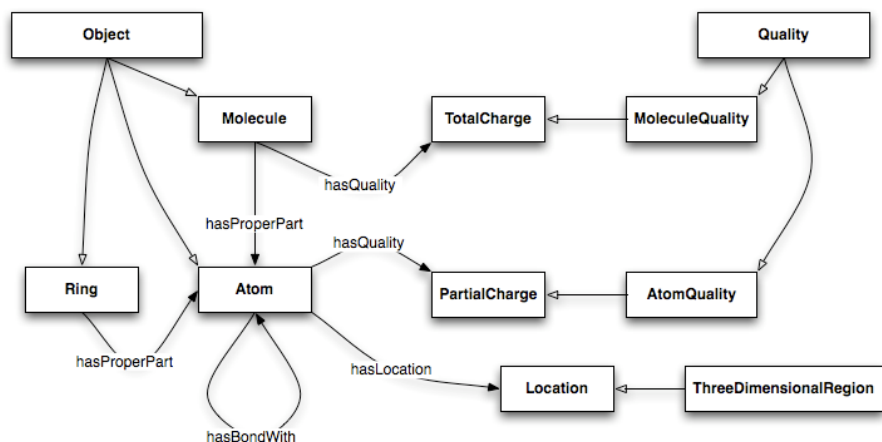 Object
Quality
Molecule
TotalCharge
MoleculeQuality
hasQuality
hasProperPart
hasQuality
Ring
Atom
PartialCharge
AtomQuality
hasProperPart
hasLocation
Location
ThreeDimensionalRegion
hasBondWith